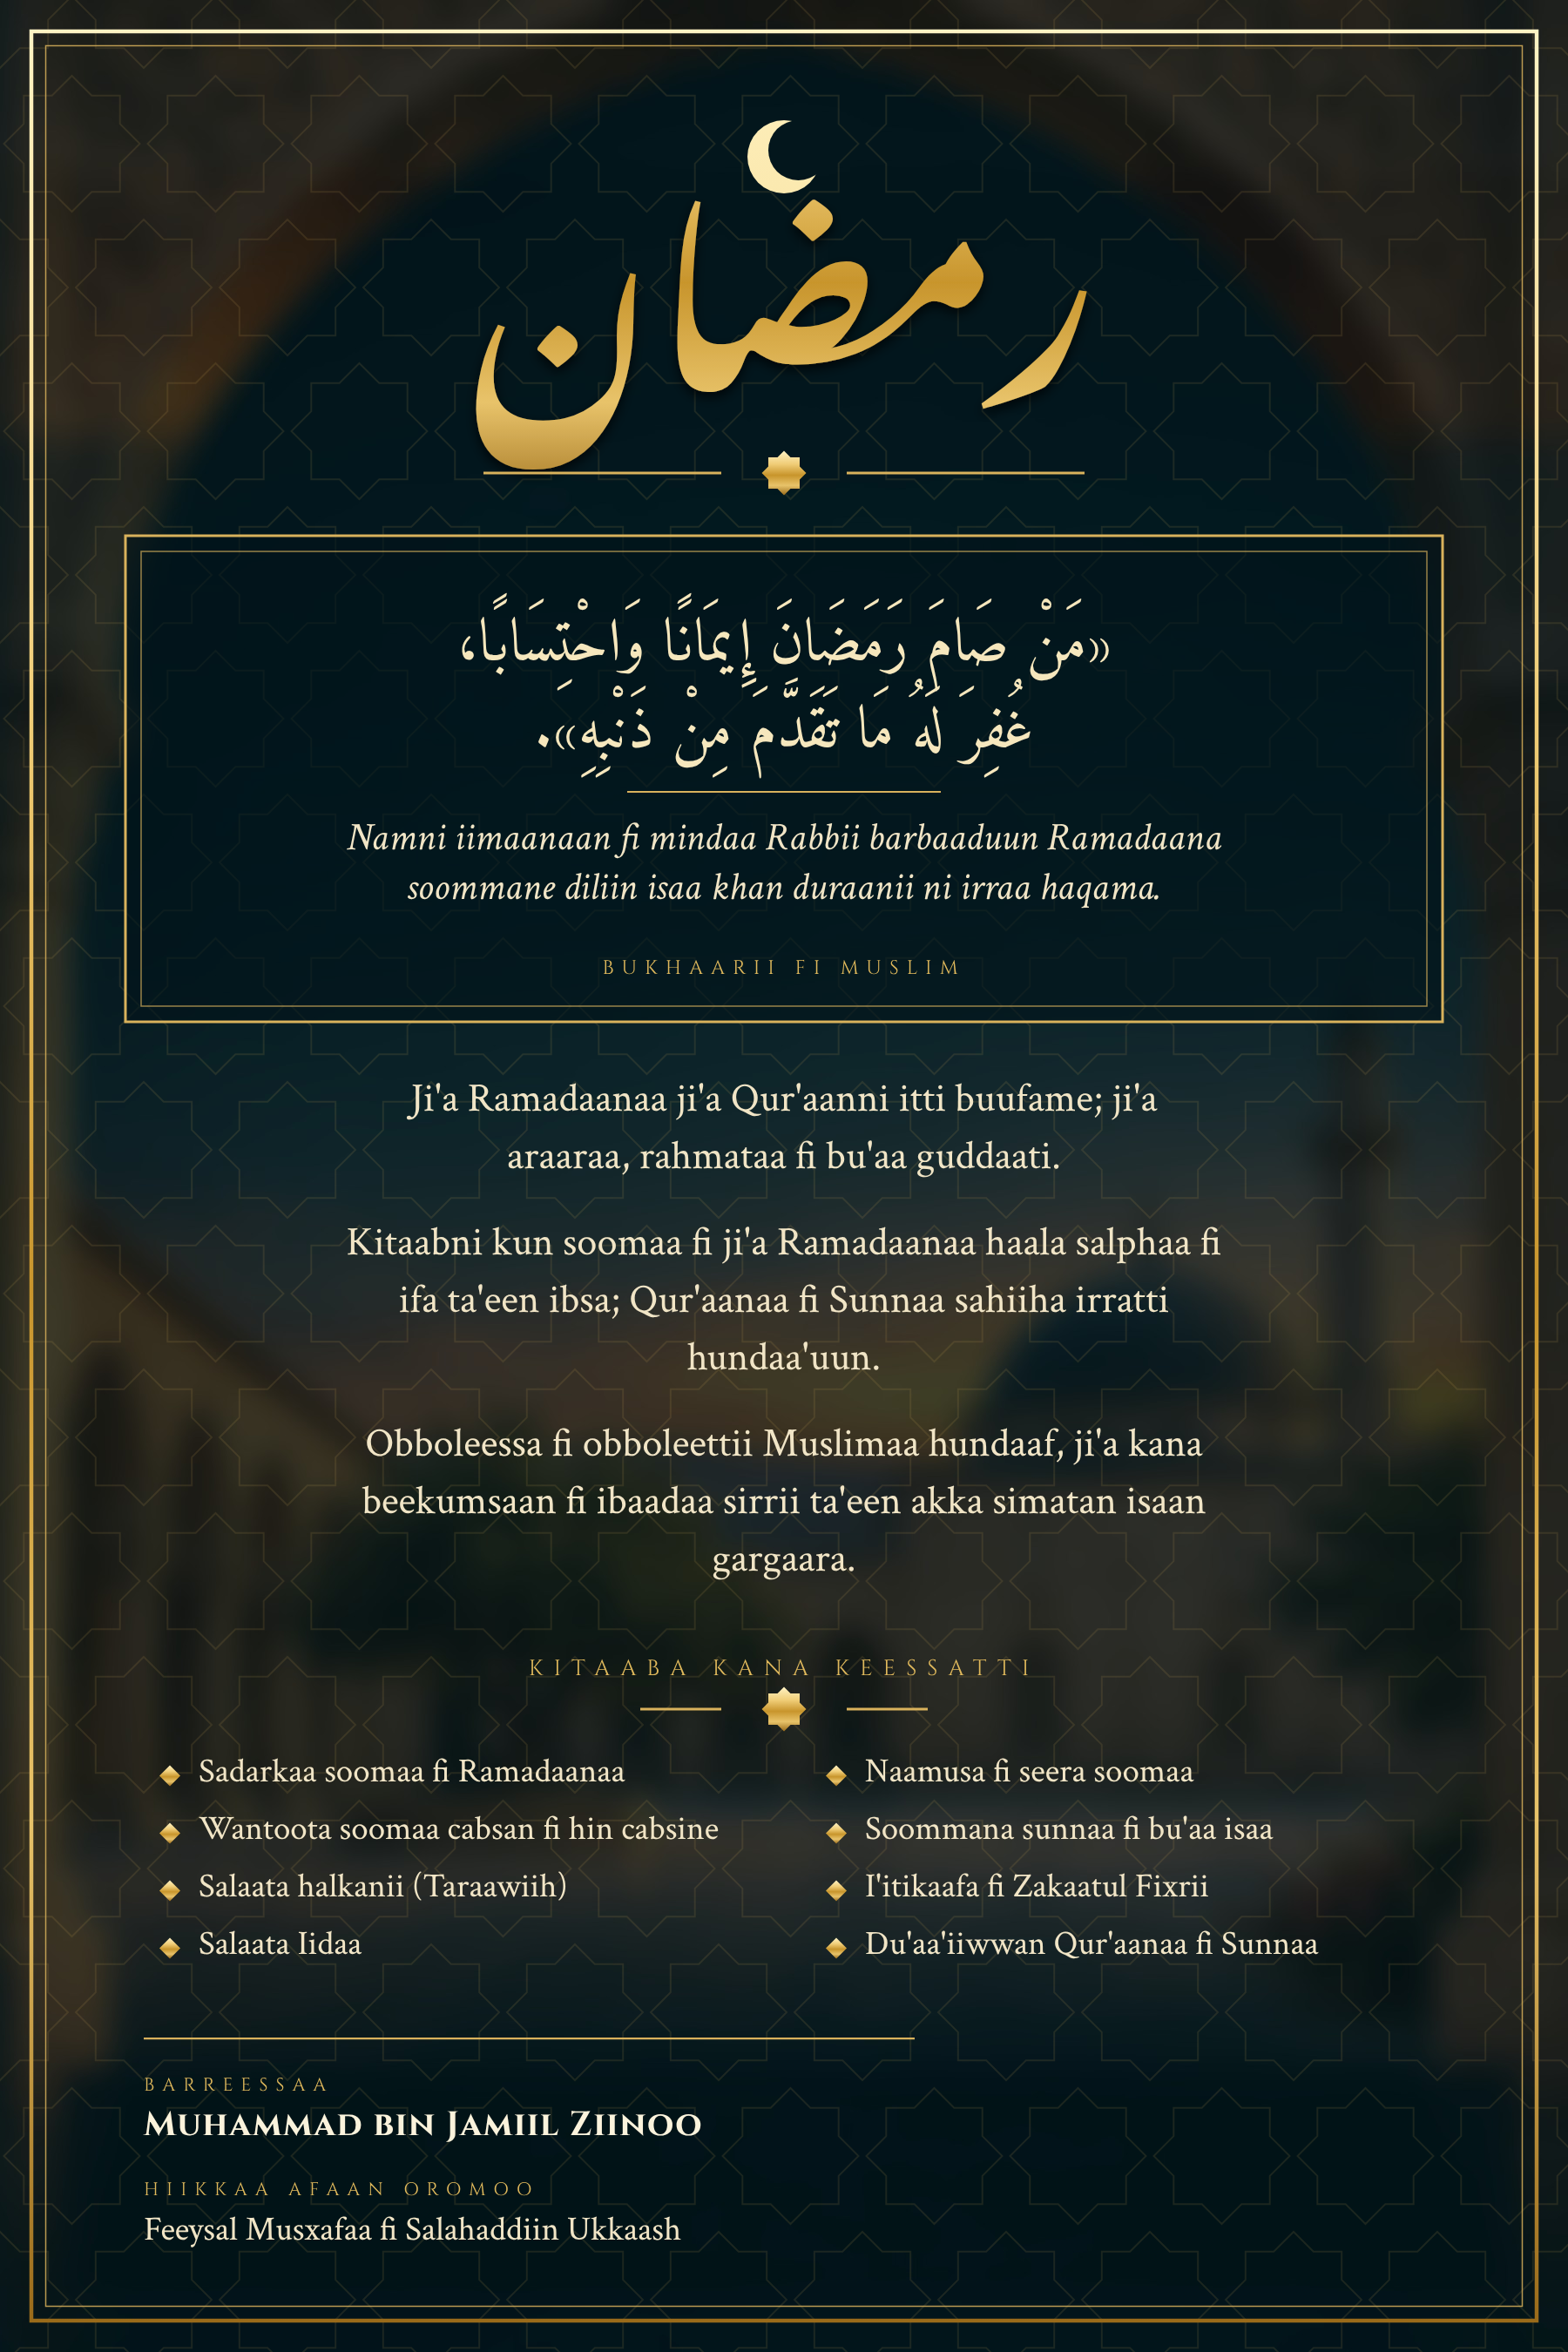 رمضان
«مَنْ صَامَ رَمَضَانَ إِيمَانًا وَاحْتِسَابًا،
غُفِرَ لَهُ مَا تَقَدَّمَ مِنْ ذَنْبِهِ».
Namni iimaanaan fi mindaa Rabbii barbaaduun Ramadaana
soommane diliin isaa khan duraanii ni irraa haqama.
BUKHAARII FI MUSLIM
Ji'a Ramadaanaa ji'a Qur'aanni itti buufame; ji'a
araaraa, rahmataa fi bu'aa guddaati.
Kitaabni kun soomaa fi ji'a Ramadaanaa haala salphaa fi
ifa ta'een ibsa; Qur'aanaa fi Sunnaa sahiiha irratti
hundaa'uun.
Obboleessa fi obboleettii Muslimaa hundaaf, ji'a kana
beekumsaan fi ibaadaa sirrii ta'een akka simatan isaan
gargaara.
KITAABA KANA KEESSATTI
Sadarkaa soomaa fi Ramadaanaa
Wantoota soomaa cabsan fi hin cabsine
Salaata halkanii (Taraawiih)
Salaata Iidaa
Naamusa fi seera soomaa
Soommana sunnaa fi bu'aa isaa
I'itikaafa fi Zakaatul Fixrii
Du'aa'iiwwan Qur'aanaa fi Sunnaa
BARREESSAA
Muhammad bin Jamiil Ziinoo
HIIKKAA AFAAN OROMOO
Feeysal Musxafaa fi Salahaddiin Ukkaash